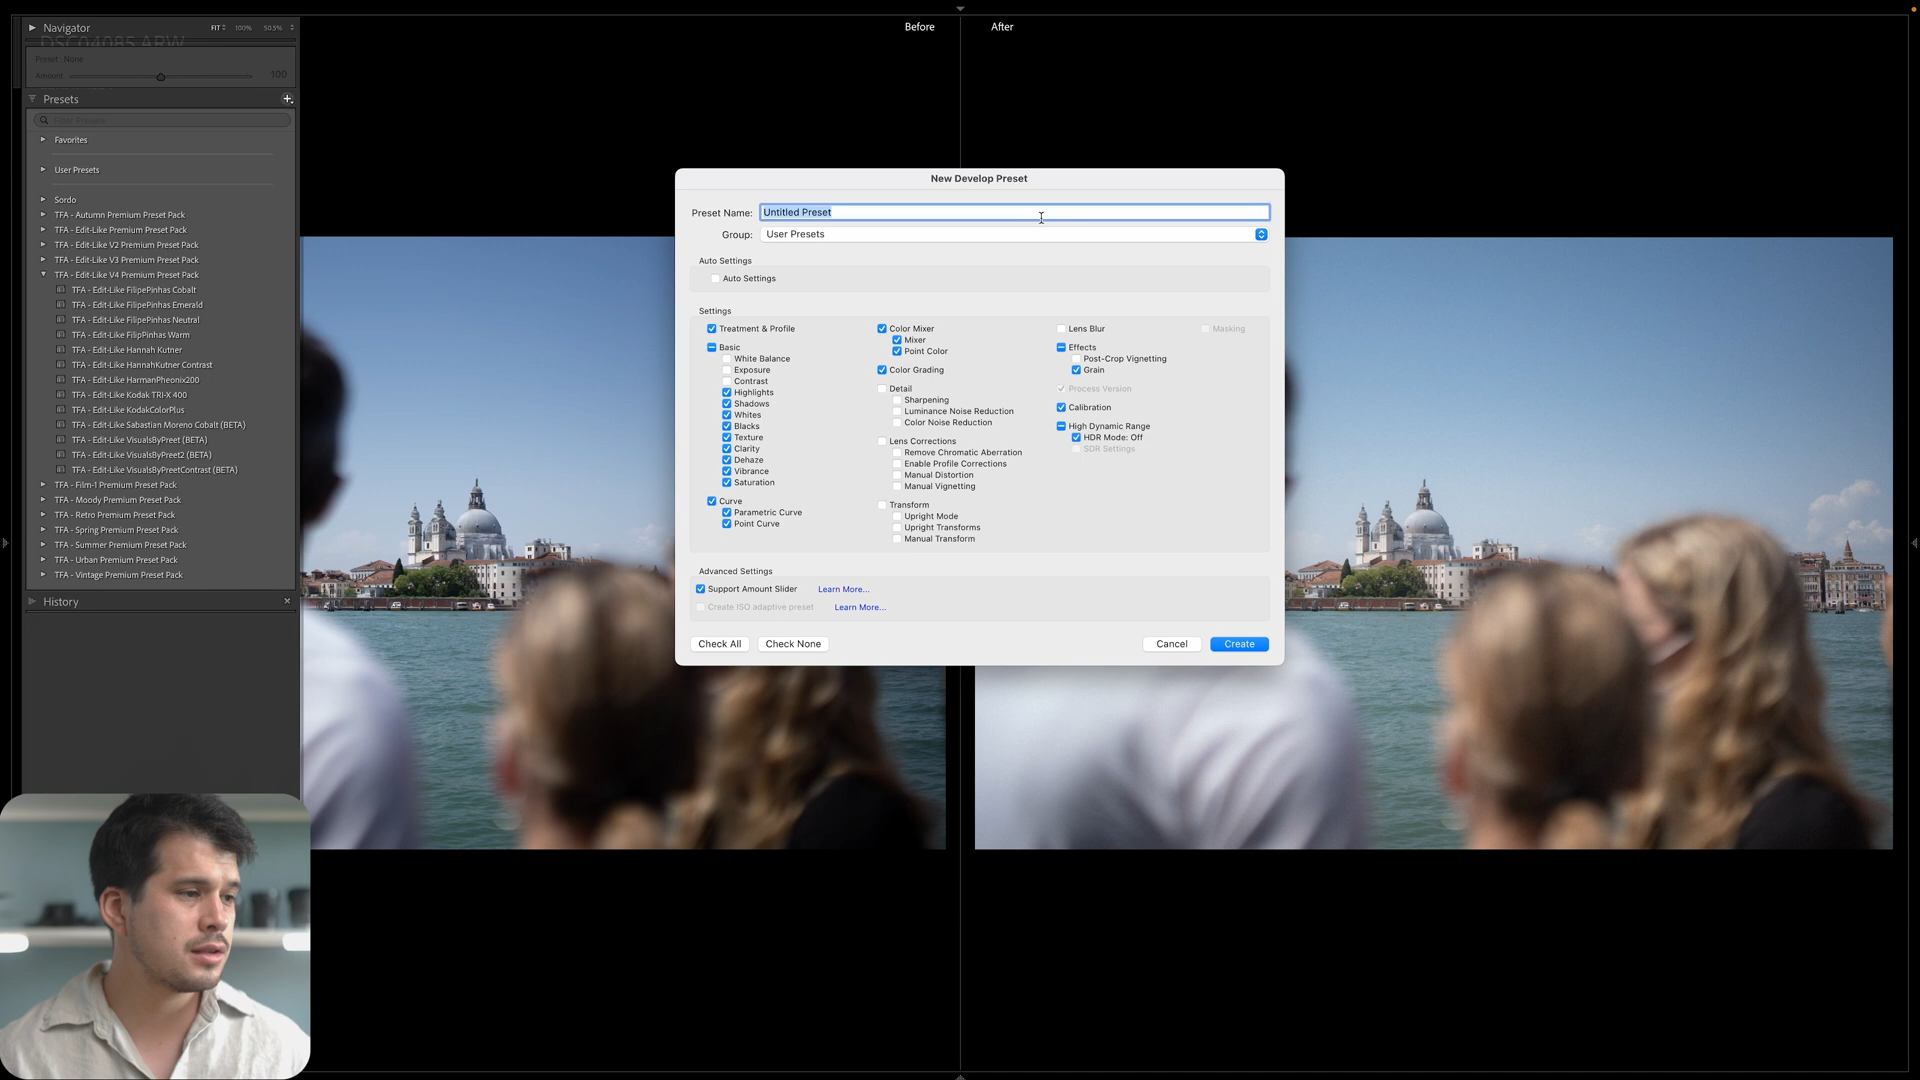 Navigator
FIT
100%
50.5%
DSC04085.ARW
Preset: None
Amount
100
Presets
Filter Presets
Favorites
User Presets
Sordo
TFA - Autumn Premium Preset Pack
TFA - Edit-Like Premium Preset Pack
TFA - Edit-Like V2 Premium Preset Pack
TFA - Edit-Like V3 Premium Preset Pack
TFA - Edit-Like V4 Premium Preset Pack
TFA - Edit-Like FilipePinhas Cobalt
TFA - Edit-Like FilipePinhas Emerald
TFA - Edit-Like FilipePinhas Neutral
TFA - Edit-Like FilipPinhas Warm
TFA - Edit-Like Hannah Kutner
TFA - Edit-Like HannahKutner Contrast
TFA - Edit-Like HarmanPheonix200
TFA - Edit-Like Kodak TRI-X 400
TFA - Edit-Like KodakColorPlus
TFA - Edit-Like Sabastian Moreno Cobalt (BETA)
TFA - Edit-Like VisualsByPreet (BETA)
TFA - Edit-Like VisualsByPreet2 (BETA)
TFA - Edit-Like VisualsByPreetContrast (BETA)
TFA - Film-1 Premium Preset Pack
TFA - Moody Premium Preset Pack
TFA - Retro Premium Preset Pack
TFA - Spring Premium Preset Pack
TFA - Summer Premium Preset Pack
TFA - Urban Premium Preset Pack
TFA - Vintage Premium Preset Pack
History
Before
After
New Develop Preset
Preset Name: Untitled Preset
Group: User Presets
Auto Settings
Auto Settings
Settings
Treatment & Profile
Basic
White Balance
Exposure
Contrast
Highlights
Shadows
Whites
Blacks
Texture
Clarity
Dehaze
Vibrance
Saturation
Curve
Parametric Curve
Point Curve
Color Mixer
Mixer
Point Color
Color Grading
Detail
Sharpening
Luminance Noise Reduction
Color Noise Reduction
Lens Corrections
Remove Chromatic Aberration
Enable Profile Corrections
Manual Distortion
Manual Vignetting
Transform
Upright Mode
Upright Transforms
Manual Transform
Lens Blur
Effects
Post-Crop Vignetting
Grain
Process Version
Calibration
High Dynamic Range
HDR Mode: Off
SDR Settings
Masking
Advanced Settings
Support Amount Slider Learn More...
Create ISO adaptive preset Learn More...
Check All
Check None
Cancel
Create